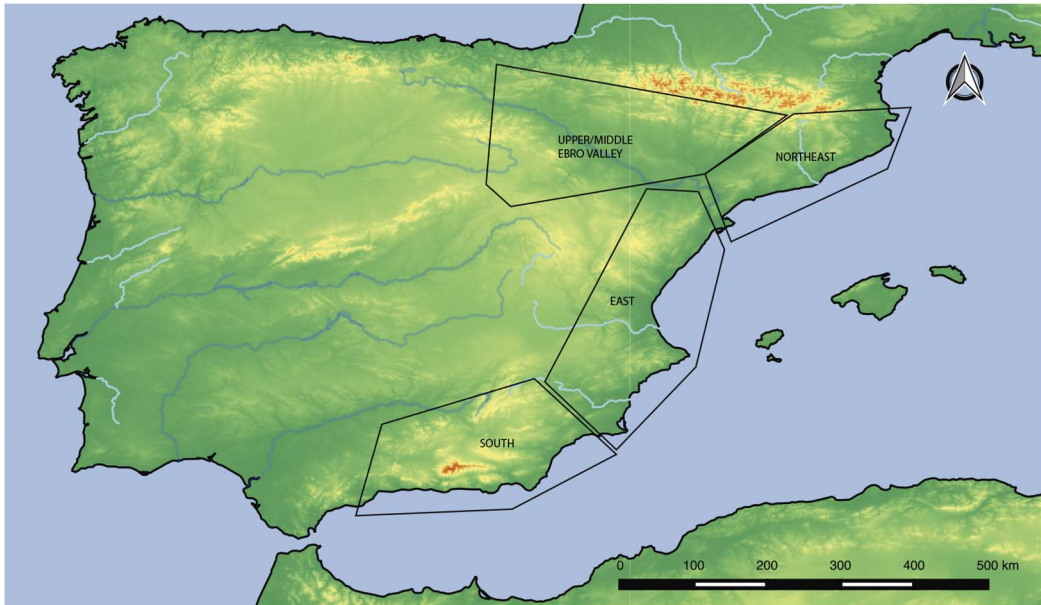 UPPER/MIDDLE
EBRO VALLEY
NORTHEAST
EAST
SOUTH
0 100 200 300 400 500 km